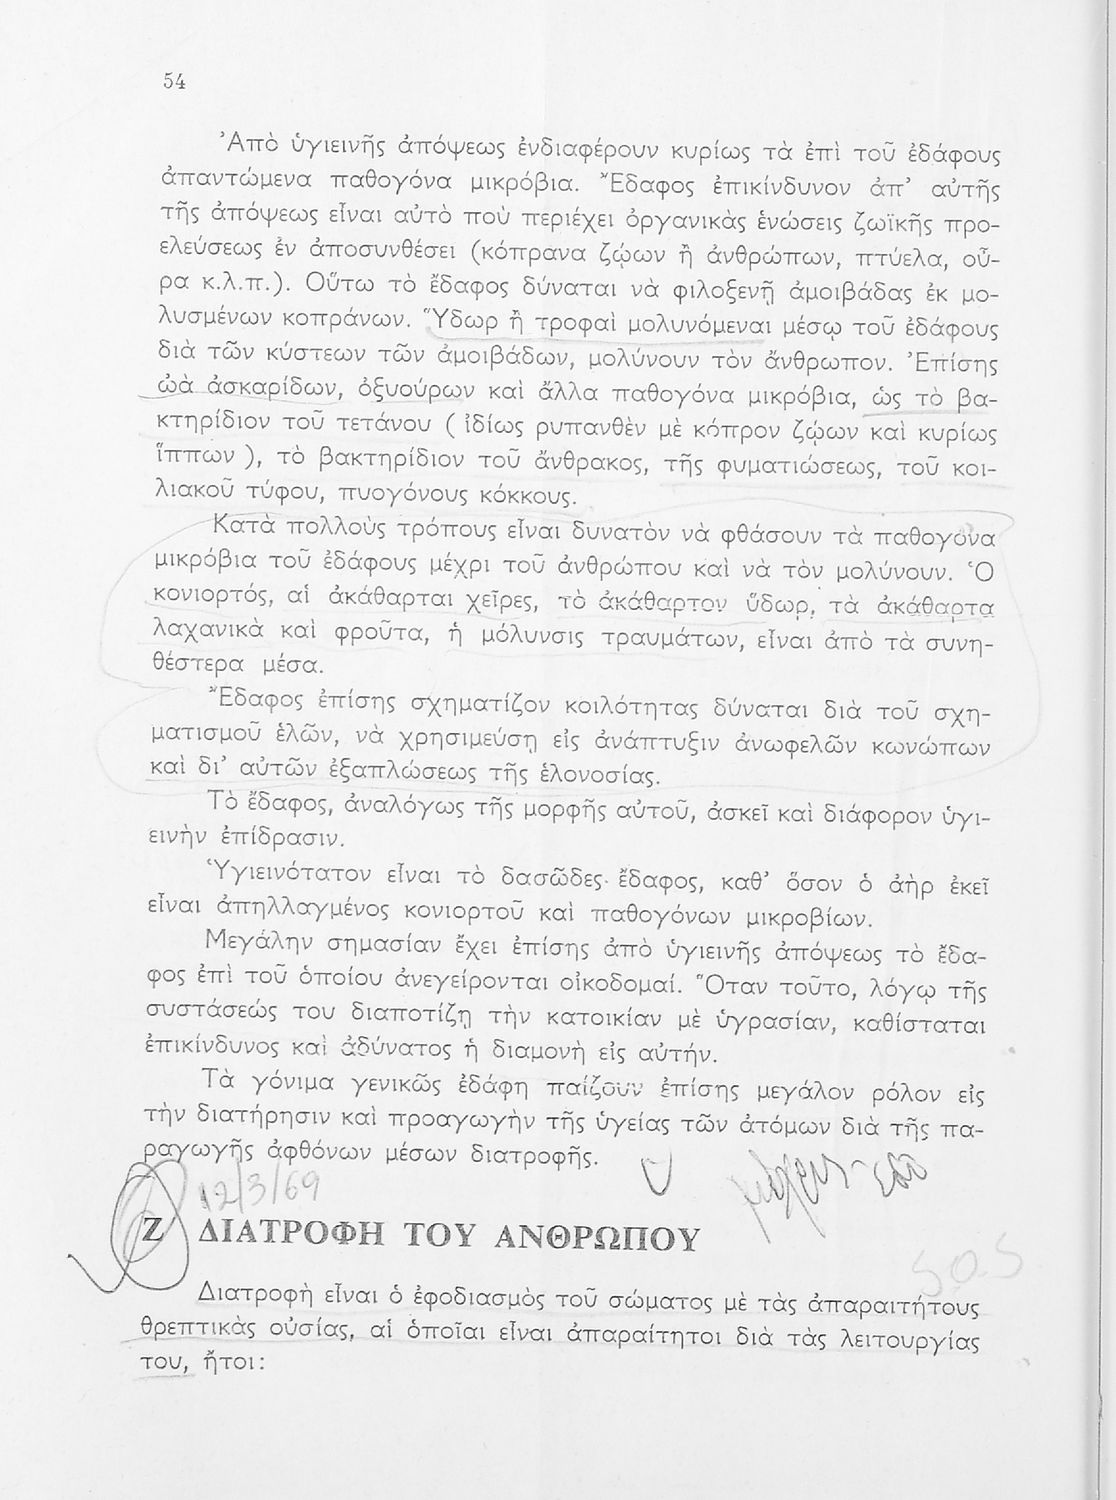 54
Ἀπὸ ὑγιεινῆς ἀπόψεως ἐνδιαφέρουν κυρίως τὰ ἐπὶ τοῦ ἐδάφους
ἀπαντώμενα παθογόνα μικρόβια. Ἔδαφος ἐπικίνδυνον ἀπ' αὐτῆς
τῆς ἀπόψεως εἶναι αὐτὸ ποὺ περιέχει ὀργανικὰς ἑνώσεις ζωϊκῆς προ-
ελεύσεως ἐν ἀποσυνθέσει (κόπρανα ζώων ἢ ἀνθρώπων, πτύελα, οὖ-
ρα κ.λ.π.). Οὕτω τὸ ἔδαφος δύναται νὰ φιλοξενῇ ἀμοιβάδας ἐκ μο-
λυσμένων κοπράνων. Ὕδωρ ἢ τροφαὶ μολυνόμεναι μέσῳ τοῦ ἐδάφους
διὰ τῶν κύστεων τῶν ἀμοιβάδων, μολύνουν τὸν ἄνθρωπον. Ἐπίσης
ὠὰ ἀσκαρίδων, ὀξυούρων καὶ ἄλλα παθογόνα μικρόβια, ὡς τὸ βα-
κτηρίδιον τοῦ τετάνου ( ἰδίως ρυπανθὲν μὲ κόπρον ζώων καὶ κυρίως
ἵππων ), τὸ βακτηρίδιον τοῦ ἄνθρακος, τῆς φυματιώσεως, τοῦ κοι-
λιακοῦ τύφου, πυογόνους κόκκους.
Κατὰ πολλοὺς τρόπους εἶναι δυνατὸν νὰ φθάσουν τὰ παθογόνα
μικρόβια τοῦ ἐδάφους μέχρι τοῦ ἀνθρώπου καὶ νὰ τὸν μολύνουν. Ὁ
κονιορτός, αἱ ἀκάθαρται χεῖρες, τὸ ἀκάθαρτον ὕδωρ, τὰ ἀκάθαρτα
λαχανικὰ καὶ φροῦτα, ἡ μόλυνσις τραυμάτων, εἶναι ἀπὸ τὰ συνη-
θέστερα μέσα.
Ἔδαφος ἐπίσης σχηματίζον κοιλότητας δύναται διὰ τοῦ σχη-
ματισμοῦ ἑλῶν, νὰ χρησιμεύσῃ εἰς ἀνάπτυξιν ἀνωφελῶν κωνώπων
καὶ δι' αὐτῶν ἐξαπλώσεως τῆς ἑλονοσίας.
Τὸ ἔδαφος, ἀναλόγως τῆς μορφῆς αὐτοῦ, ἀσκεῖ καὶ διάφορον ὑγι-
εινὴν ἐπίδρασιν.
Ὑγιεινότατον εἶναι τὸ δασῶδες ἔδαφος, καθ' ὅσον ὁ ἀὴρ ἐκεῖ
εἶναι ἀπηλλαγμένος κονιορτοῦ καὶ παθογόνων μικροβίων.
Μεγάλην σημασίαν ἔχει ἐπίσης ἀπὸ ὑγιεινῆς ἀπόψεως τὸ ἔδα-
φος ἐπὶ τοῦ ὁποίου ἀνεγείρονται οἰκοδομαί. Ὅταν τοῦτο, λόγῳ τῆς
συστάσεώς του διαποτίζῃ τὴν κατοικίαν μὲ ὑγρασίαν, καθίσταται
ἐπικίνδυνος καὶ ἀδύνατος ἡ διαμονὴ εἰς αὐτήν.
Τὰ γόνιμα γενικῶς ἐδάφη παίζουν ἐπίσης μεγάλον ρόλον εἰς
τὴν διατήρησιν καὶ προαγωγὴν τῆς ὑγείας τῶν ἀτόμων διὰ τῆς πα-
ραγωγῆς ἀφθόνων μέσων διατροφῆς.
μέχρι - εδώ
12/3/69
Ζ ΔΙΑΤΡΟΦΗ ΤΟΥ ΑΝΘΡΩΠΟΥ
S.O.S
Διατροφὴ εἶναι ὁ ἐφοδιασμὸς τοῦ σώματος μὲ τὰς ἀπαραιτήτους
θρεπτικὰς οὐσίας, αἱ ὁποῖαι εἶναι ἀπαραίτητοι διὰ τὰς λειτουργίας
του, ἤτοι: